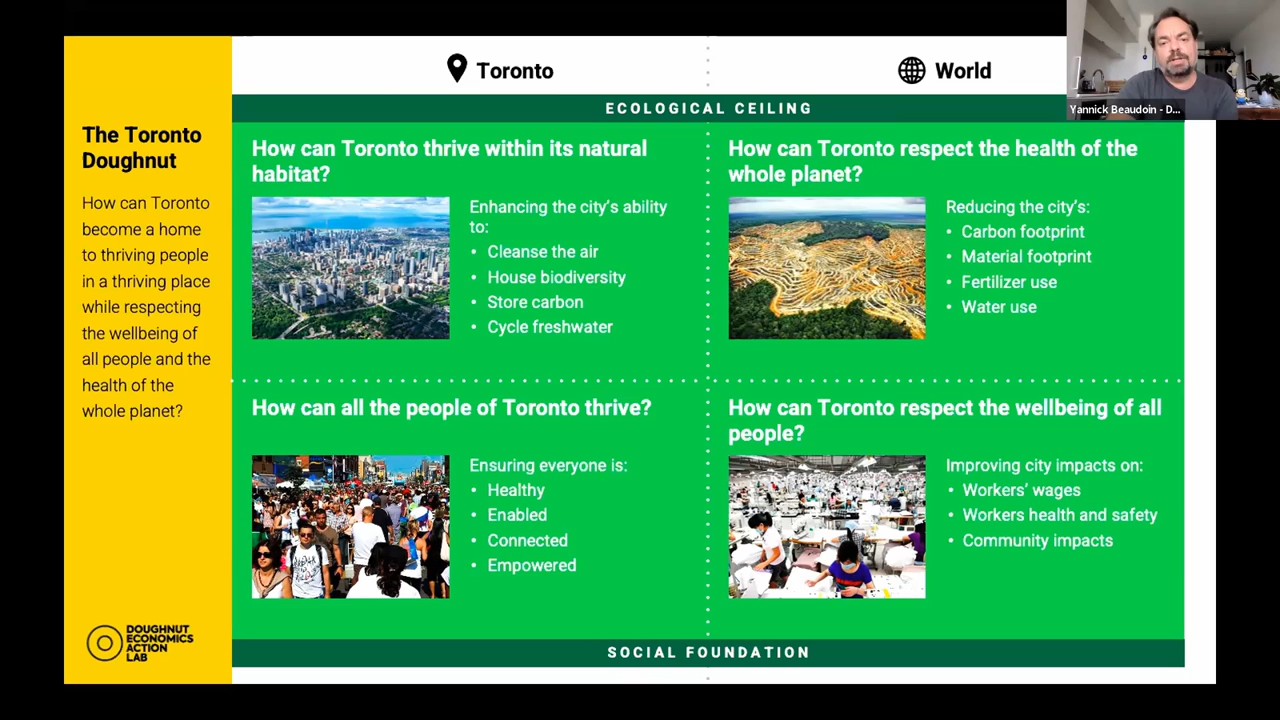 Toronto
World
Yannick Beaudoin - D...
ECOLOGICAL CEILING
The Toronto
Doughnut
How can Toronto
become a home
to thriving people
in a thriving place
while respecting
the wellbeing of
all people and the
health of the
whole planet?
DOUGHNUT
ECONOMICS
ACTION
LAB
How can Toronto thrive within its natural
habitat?
Enhancing the city's ability
to:
• Cleanse the air
• House biodiversity
• Store carbon
• Cycle freshwater
How can Toronto respect the health of the
whole planet?
Reducing the city's:
• Carbon footprint
• Material footprint
• Fertilizer use
• Water use
How can all the people of Toronto thrive?
Ensuring everyone is:
• Healthy
• Enabled
• Connected
• Empowered
How can Toronto respect the wellbeing of all
people?
Improving city impacts on:
• Workers' wages
• Workers health and safety
• Community impacts
SOCIAL FOUNDATION